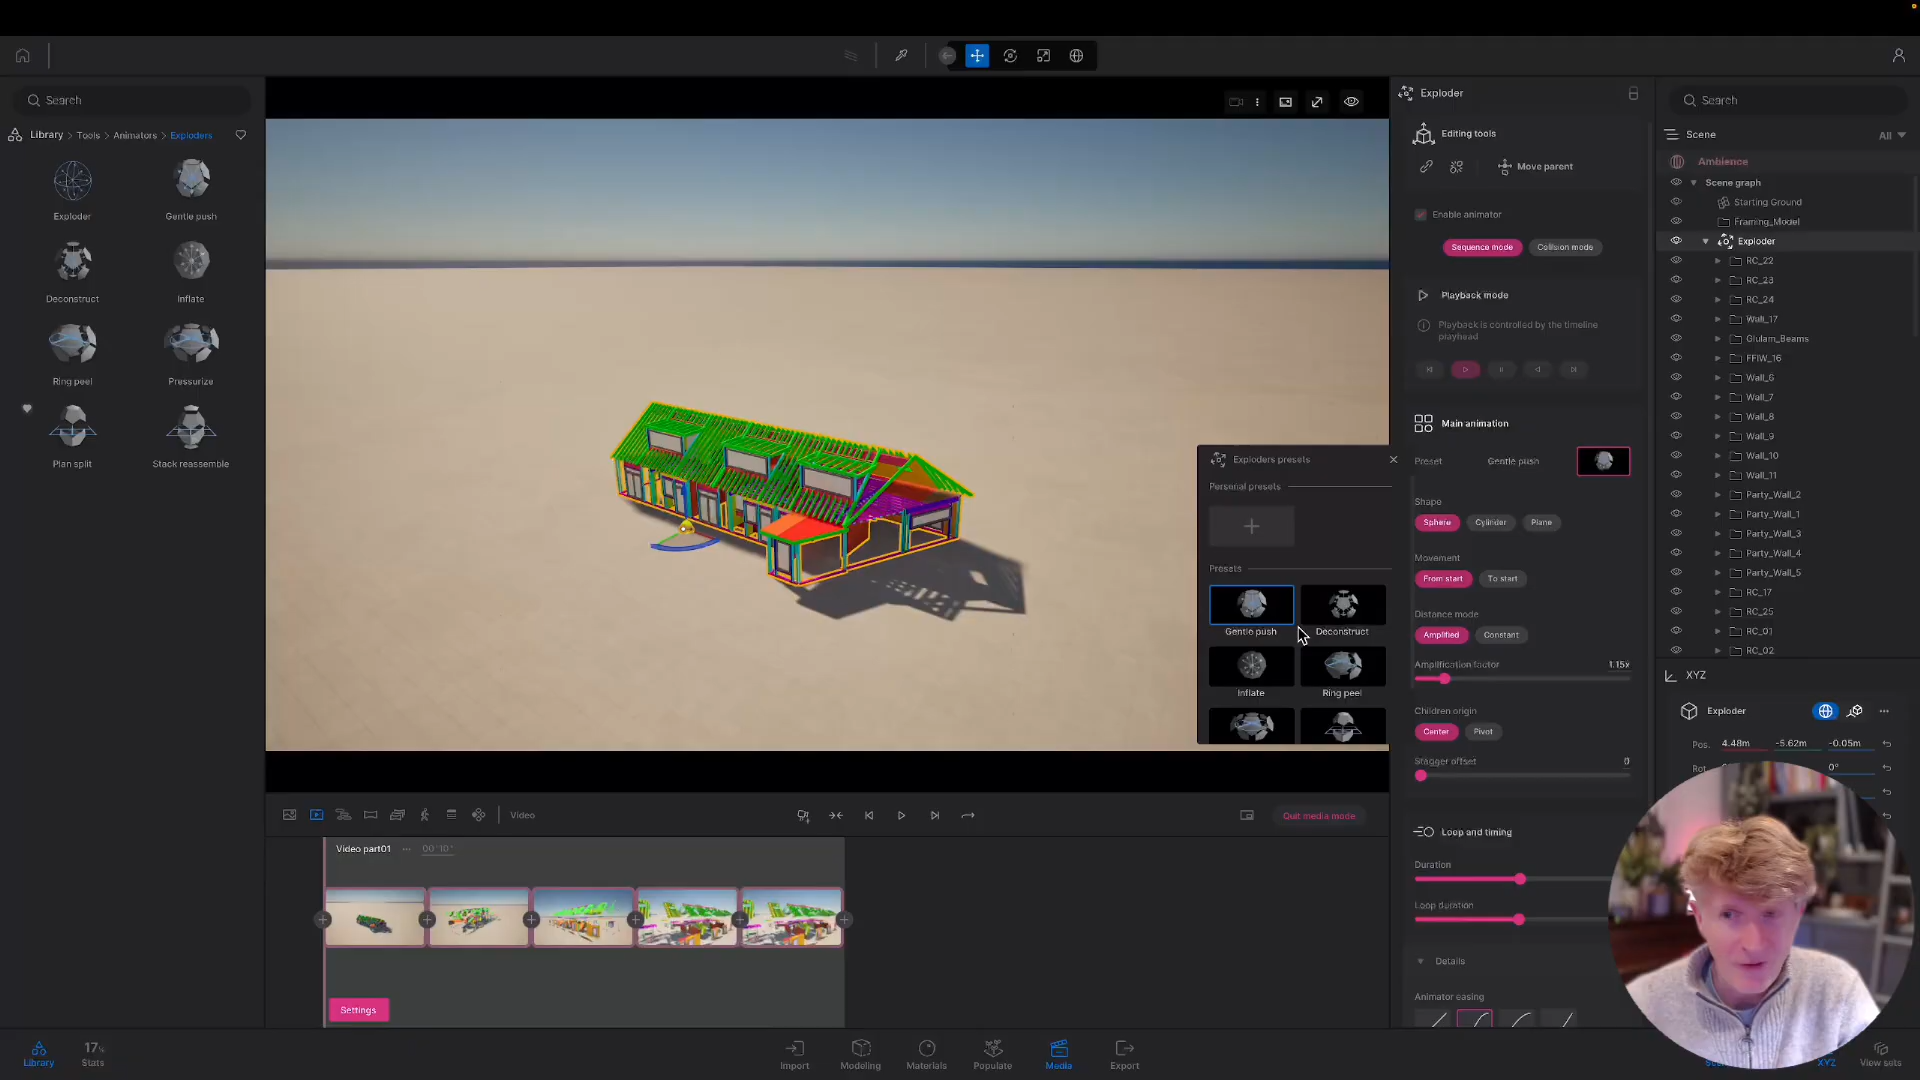 Search
Library > Tools > Animators > Exploders
Exploder
Gentle push
Deconstruct
Inflate
Ring peel
Pressurize
Plan split
Stack reassemble
Exploder
Editing tools
Move parent
Enable animator
Sequence mode
Collision mode
Playback mode
Playback is controlled by the timeline
playhead
Main animation
Preset
Gentle push
Shape
Sphere
Cylinder
Plane
Movement
From start
To start
Distance mode
Amplified
Constant
Amplification factor
1.15x
Children origin
Center
Pivot
Stagger offset
0
Loop and timing
Duration
Loop duration
Details
Animator easing
Exploders presets
Personal presets
Presets
Gentle push
Deconstruct
Inflate
Ring peel
Search
Scene
All
Ambience
Scene graph
Starting Ground
Framing_Model
Exploder
RC_22
RC_23
RC_24
Wall_17
Glulam_Beams
FFIW_16
Wall_6
Wall_7
Wall_8
Wall_9
Wall_10
Wall_11
Party_Wall_2
Party_Wall_1
Party_Wall_3
Party_Wall_4
Party_Wall_5
RC_17
RC_25
RC_01
RC_02
XYZ
Exploder
Pos. 4.48m -5.62m -0.05m
Rot.
0°
Video
Quit media mode
Video part01 ... 00'10"
Settings
Library
17%
Stats
Import
Modeling
Materials
Populate
Media
Export
XYZ
View sets